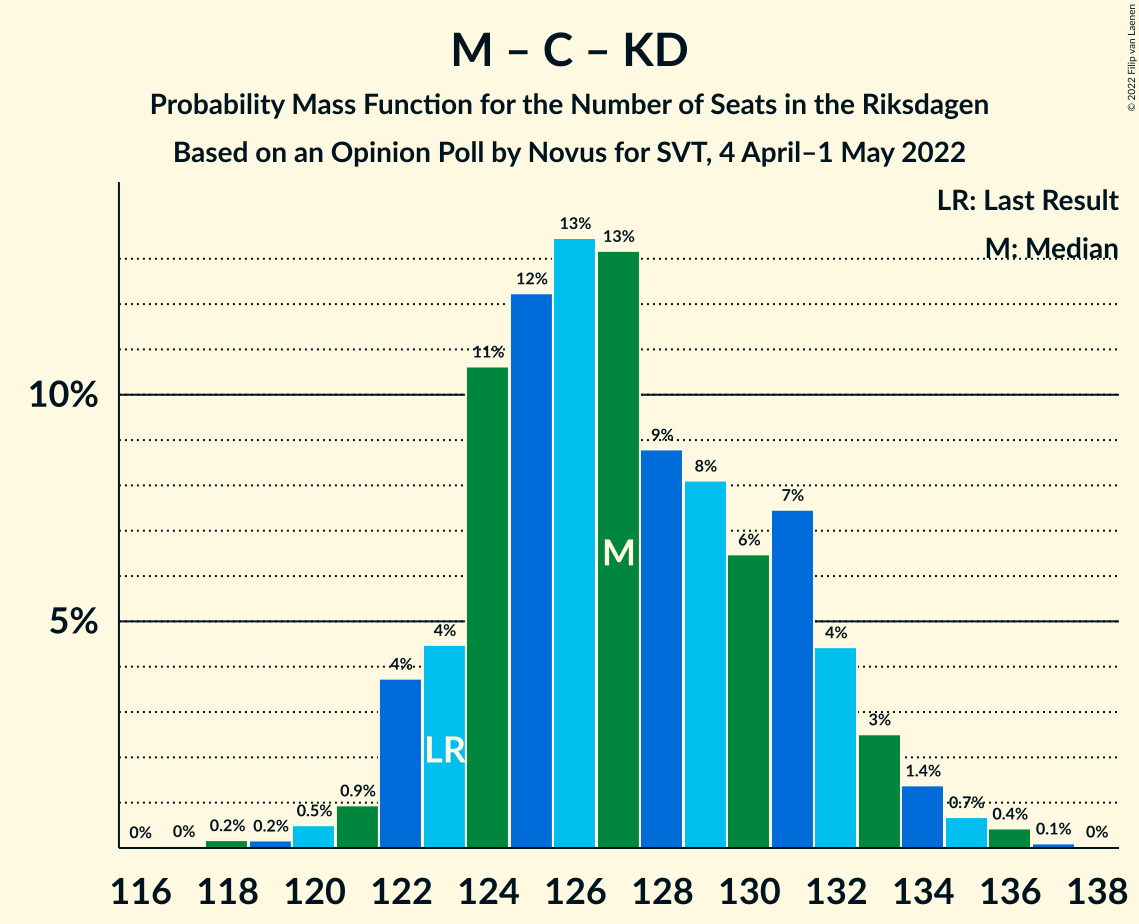 M – C – KD
Probability Mass Function for the Number of Seats in the Riksdagen
Based on an Opinion Poll by Novus for SVT, 4 April–1 May 2022
© 2022 Filip van Laenen
LR: Last Result
M: Median
10%
5%
0%
0%
0.2%
0.2%
0.5%
0.9%
4%
4%
11%
12%
13%
13%
9%
8%
6%
7%
4%
3%
1.4%
0.7%
0.4%
0.1%
0%
LR
M
116 118 120 122 124 126 128 130 132 134 136 138